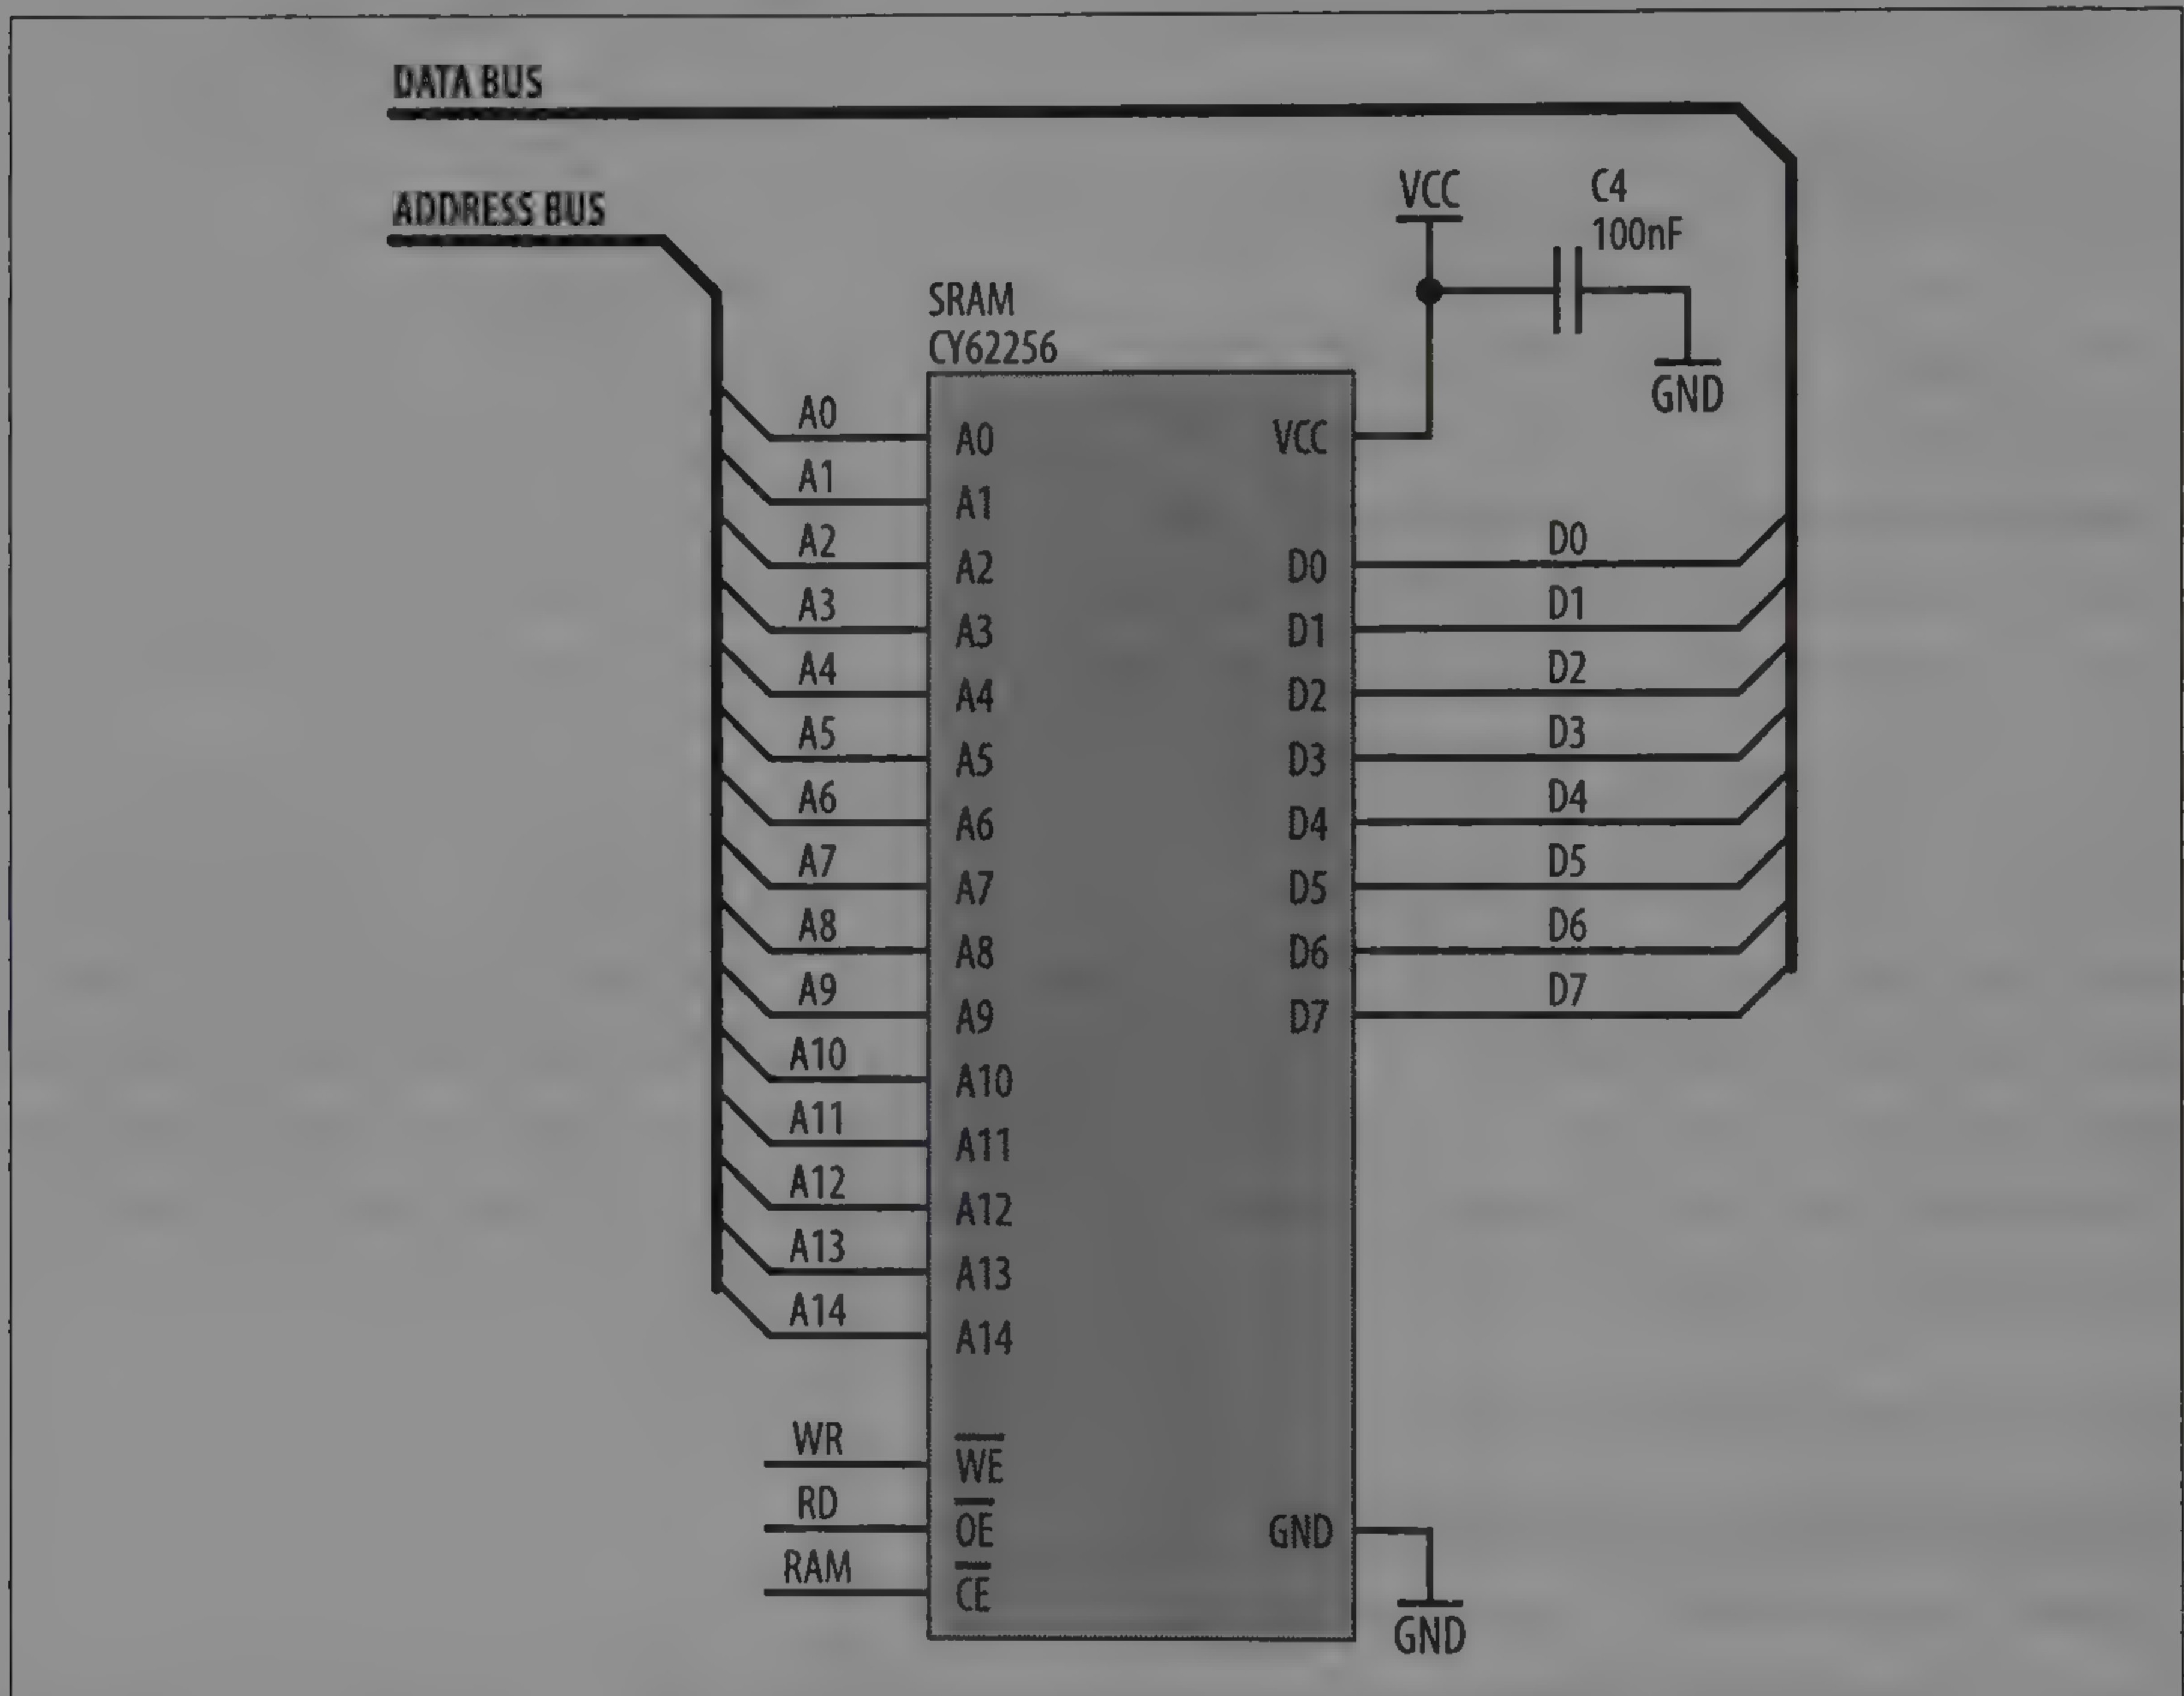 DATA BUS
ADDRESS BUS
VCC
C4
100nF
GND
SRAM
CY62256
A0
A1
A2
A3
A4
A5
A6
A7
A8
A9
A10
A11
A12
A13
A14
WR
RD
RAM
A0
A1
A2
A3
A4
A5
A6
A7
A8
A9
A10
A11
A12
A13
A14
W̅E̅
O̅E̅
C̅E̅
VCC
D0
D1
D2
D3
D4
D5
D6
D7
GND
D0
D1
D2
D3
D4
D5
D6
D7
GND